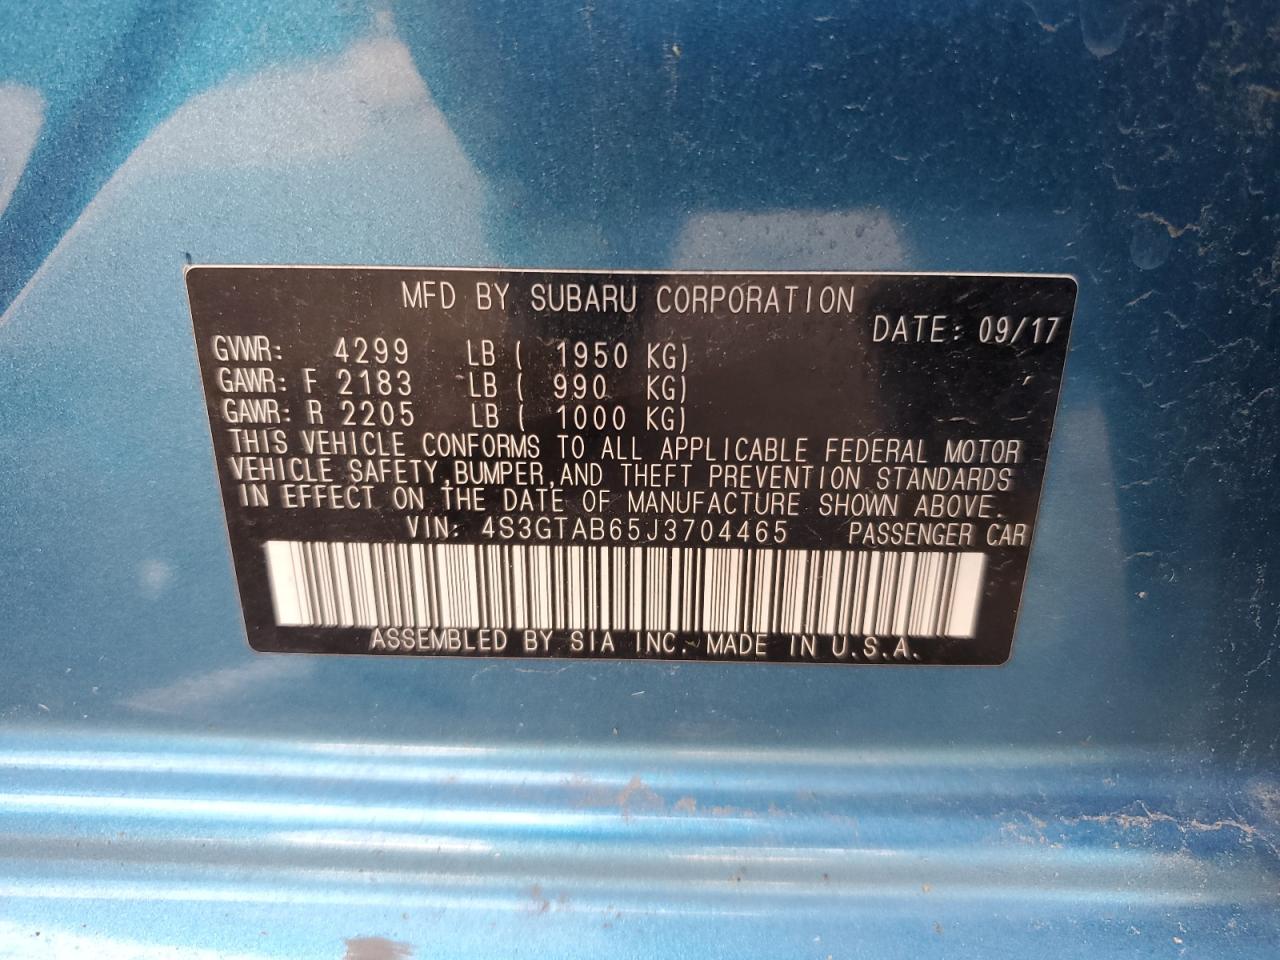 MFD BY SUBARU CORPORATION
DATE: 09/17
GVWR: 4299 LB ( 1950 KG)
GAWR: F 2183 LB ( 990 KG)
GAWR: R 2205 LB ( 1000 KG)
THIS VEHICLE CONFORMS TO ALL APPLICABLE FEDERAL MOTOR
VEHICLE SAFETY,BUMPER,AND THEFT PREVENTION STANDARDS
IN EFFECT ON THE DATE OF MANUFACTURE SHOWN ABOVE.
VIN: 4S3GTAB65J3704465 PASSENGER CAR
ASSEMBLED BY SIA INC. MADE IN U.S.A.